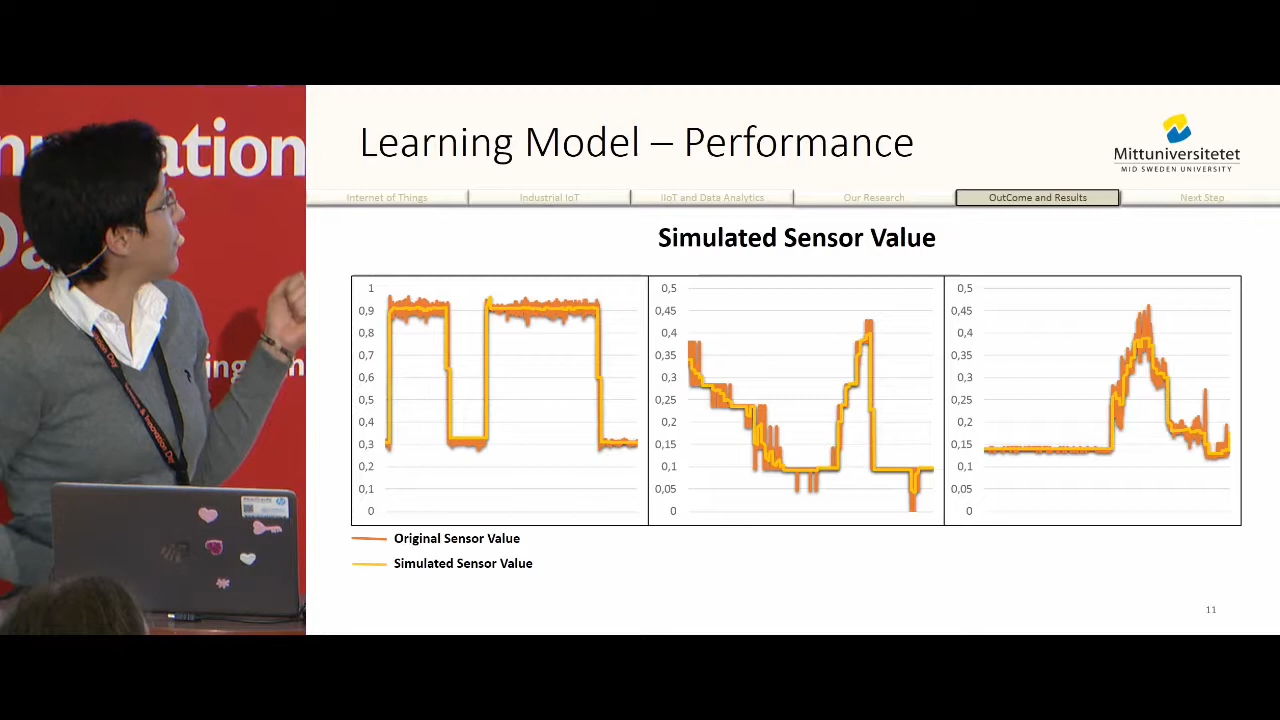 Learning Model – Performance
Mittuniversitetet
MID SWEDEN UNIVERSITY
Internet of Things
Industrial IoT
IIoT and Data Analytics
Our Research
OutCome and Results
Next Step
Simulated Sensor Value
1
0,9
0,8
0,7
0,6
0,5
0,4
0,3
0,2
0,1
0
0,5
0,45
0,4
0,35
0,3
0,25
0,2
0,15
0,1
0,05
0
0,5
0,45
0,4
0,35
0,3
0,25
0,2
0,15
0,1
0,05
0
Original Sensor Value
Simulated Sensor Value
11
ation
ing